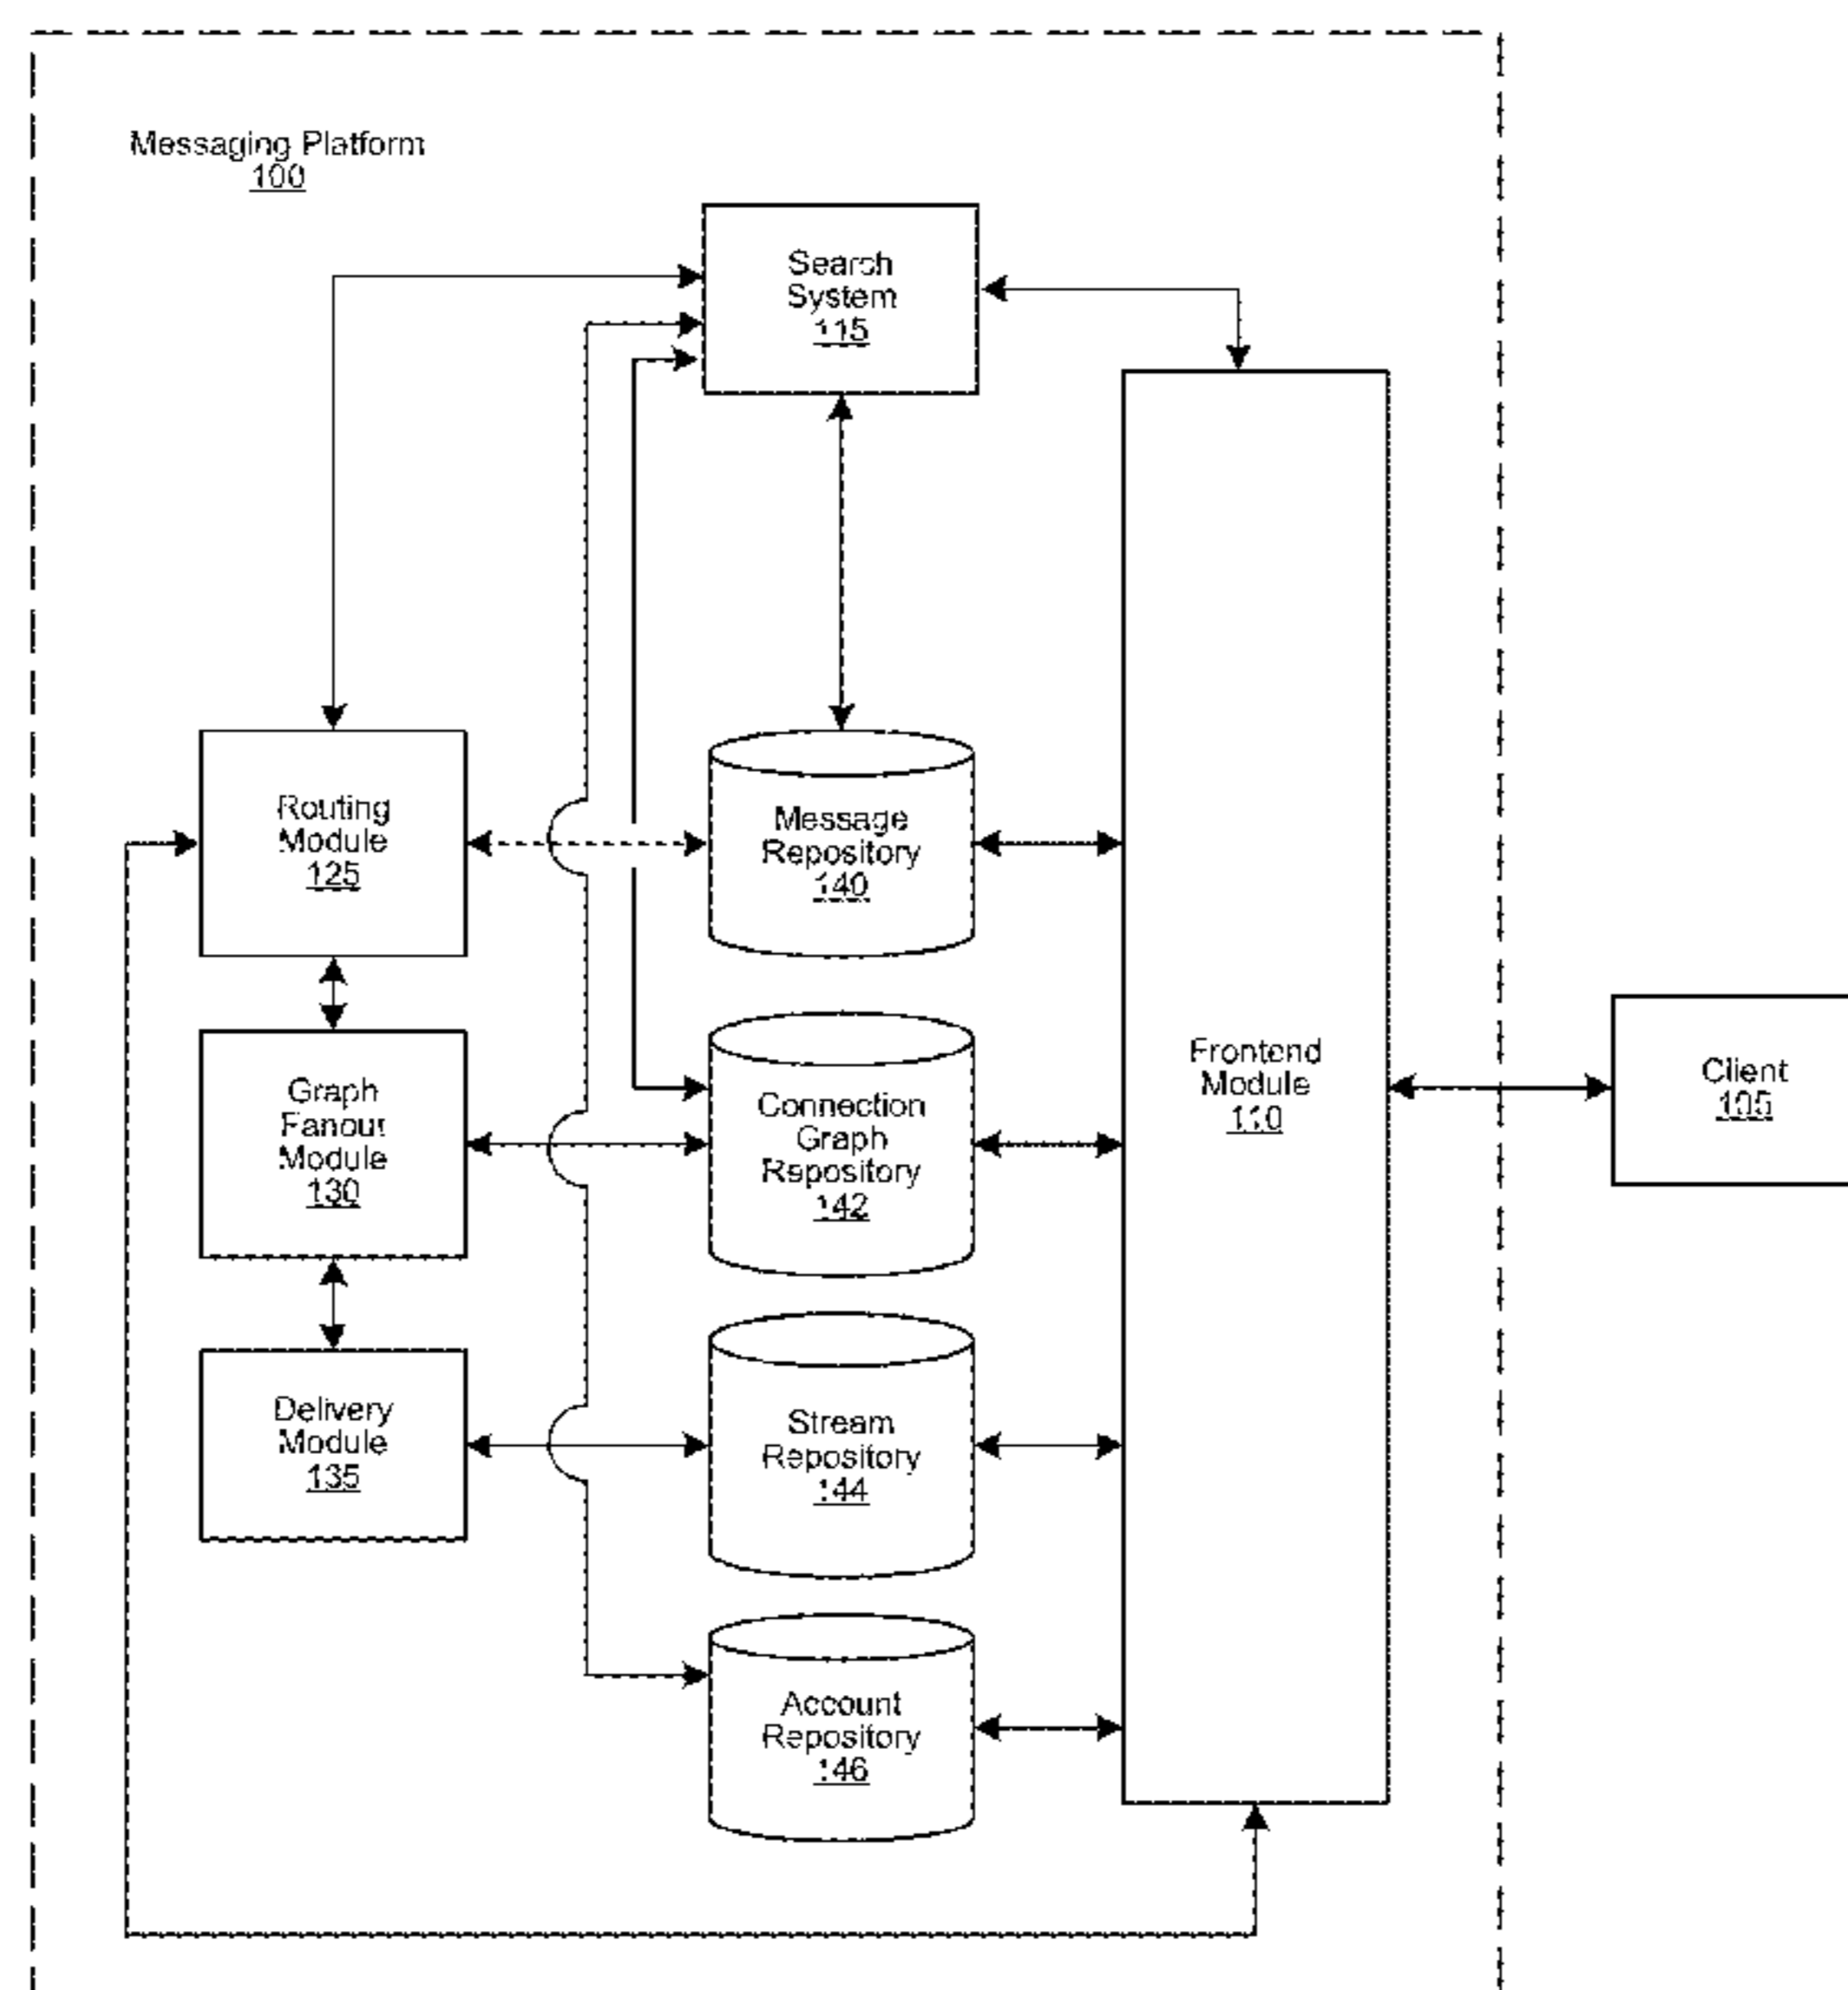 Messaging Platform
100
Search
System
115
Routing
Module
125
Message
Repository
140
Graph
Fanout
Module
130
Connection
Graph
Repository
142
Frontend
Module
110
Client
105
Delivery
Module
135
Stream
Repository
144
Account
Repository
146